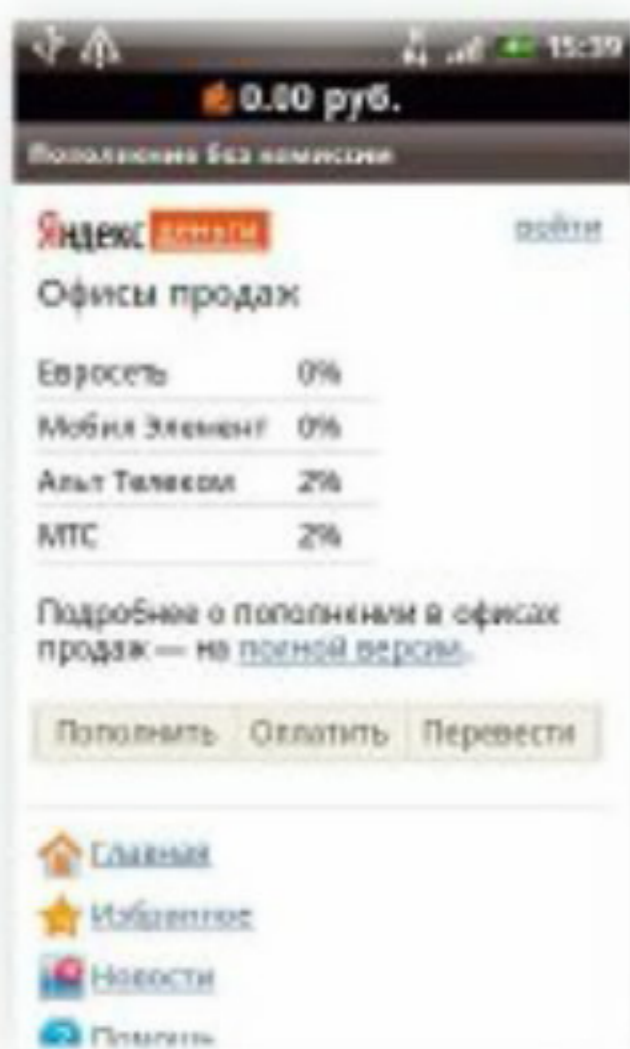 15:39
0.00 руб.
Пополнение без комиссии
Яндекс деньги
войти
Офисы продаж
Евросеть 0%
Мобил Элемент 0%
Альт Телеком 2%
МТС 2%
Подробнее о пополнении в офисах
продаж — на полной версии.
Пополнить Оплатить Перевести
Главная
Избранное
Новости
Помощь